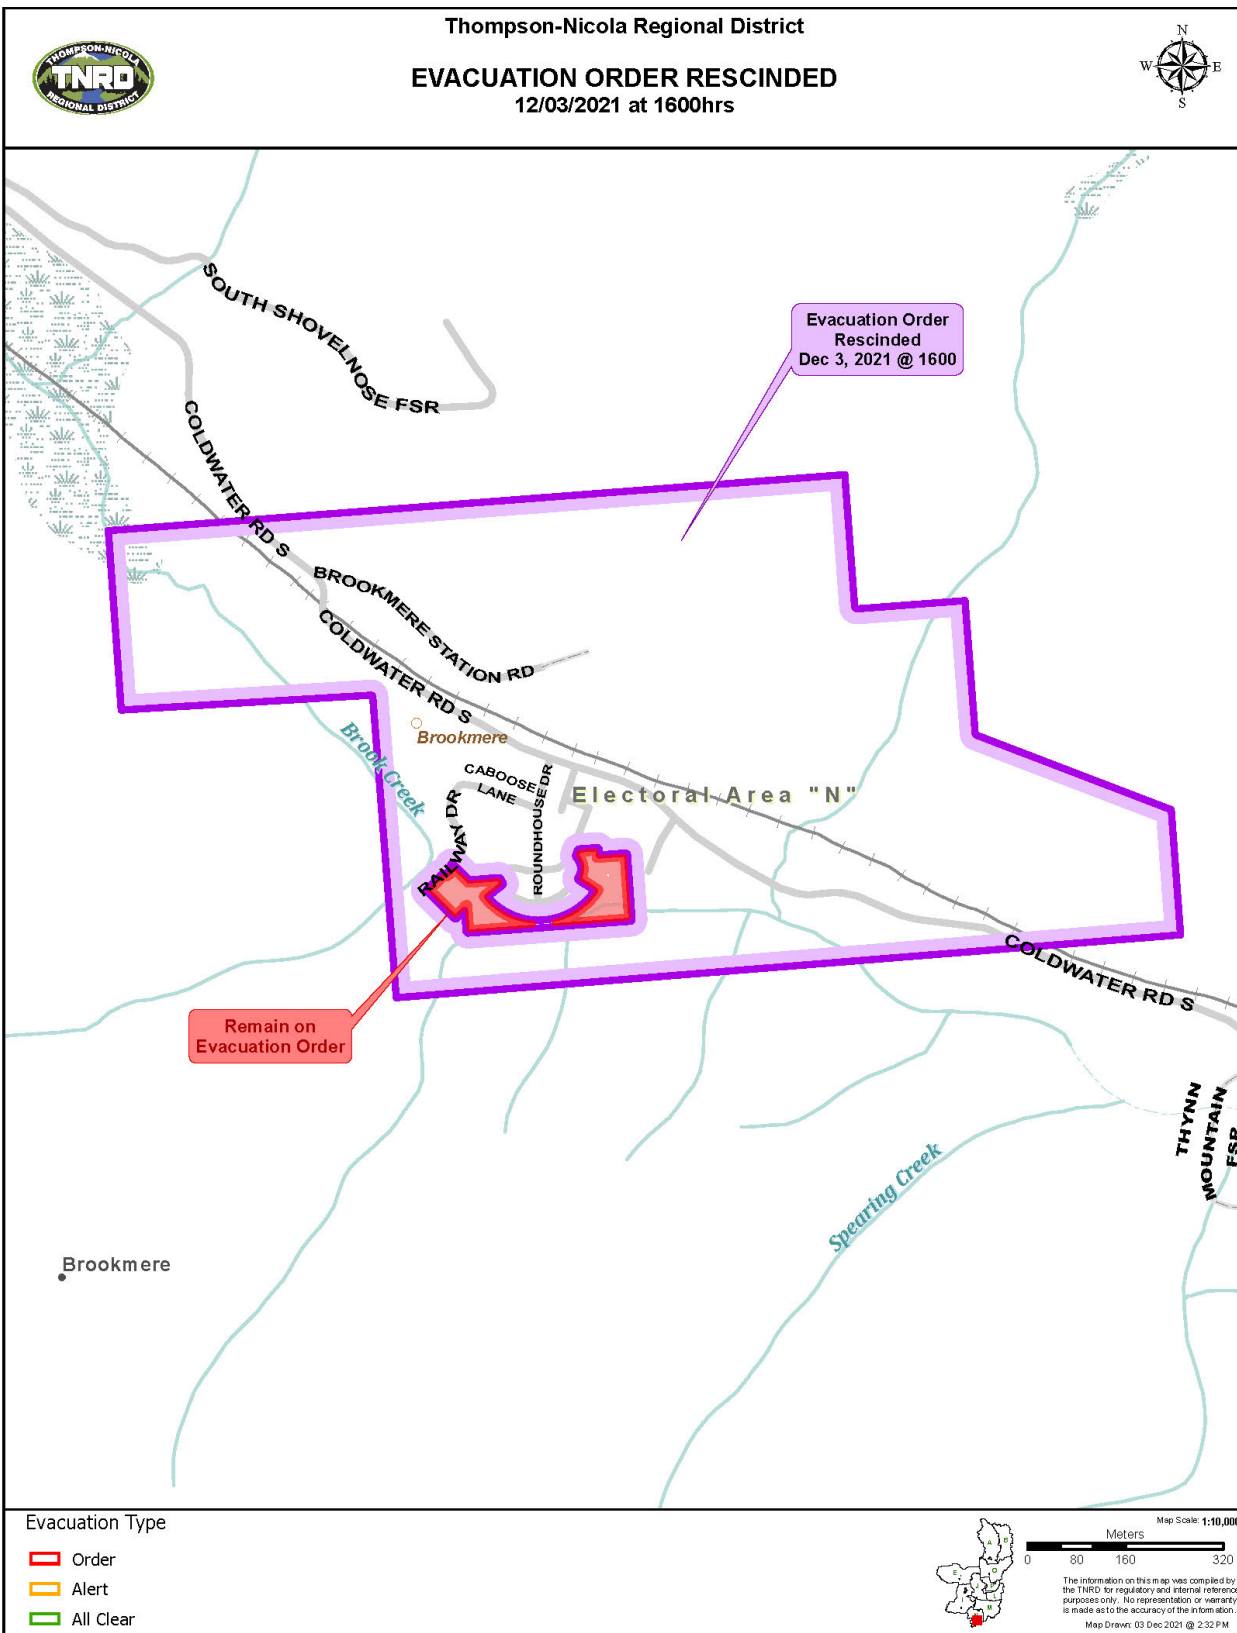 Thompson-Nicola Regional District
EVACUATION ORDER RESCINDED
12/03/2021 at 1600hrs
THOMPSON-NICOLA
TNRD
REGIONAL DISTRICT
N
W
E
S
SOUTH SHOVELNOSE FSR
Evacuation Order
Rescinded
Dec 3, 2021 @ 1600
COLDWATER RD S
BROOKMERE STATION RD
COLDWATER RD S
Brook Creek
Brookmere
CABOOSE
LANE
ROUNDHOUSE DR
RAILWAY DR
Electoral Area "N"
COLDWATER RD S
Remain on
Evacuation Order
THYNN
MOUNTAIN
FSR
Spearing Creek
Brookmere
Evacuation Type
Order
Alert
All Clear
A
B
E
O
J
I
L
M
Map Scale: 1:10,000
Meters
0 80 160 320
The information on this map was compiled by
the TNRD for regulatory and internal reference
purposes only. No representation or warranty
is made as to the accuracy of the information.
Map Drawn: 03 Dec 2021 @ 2:32 PM